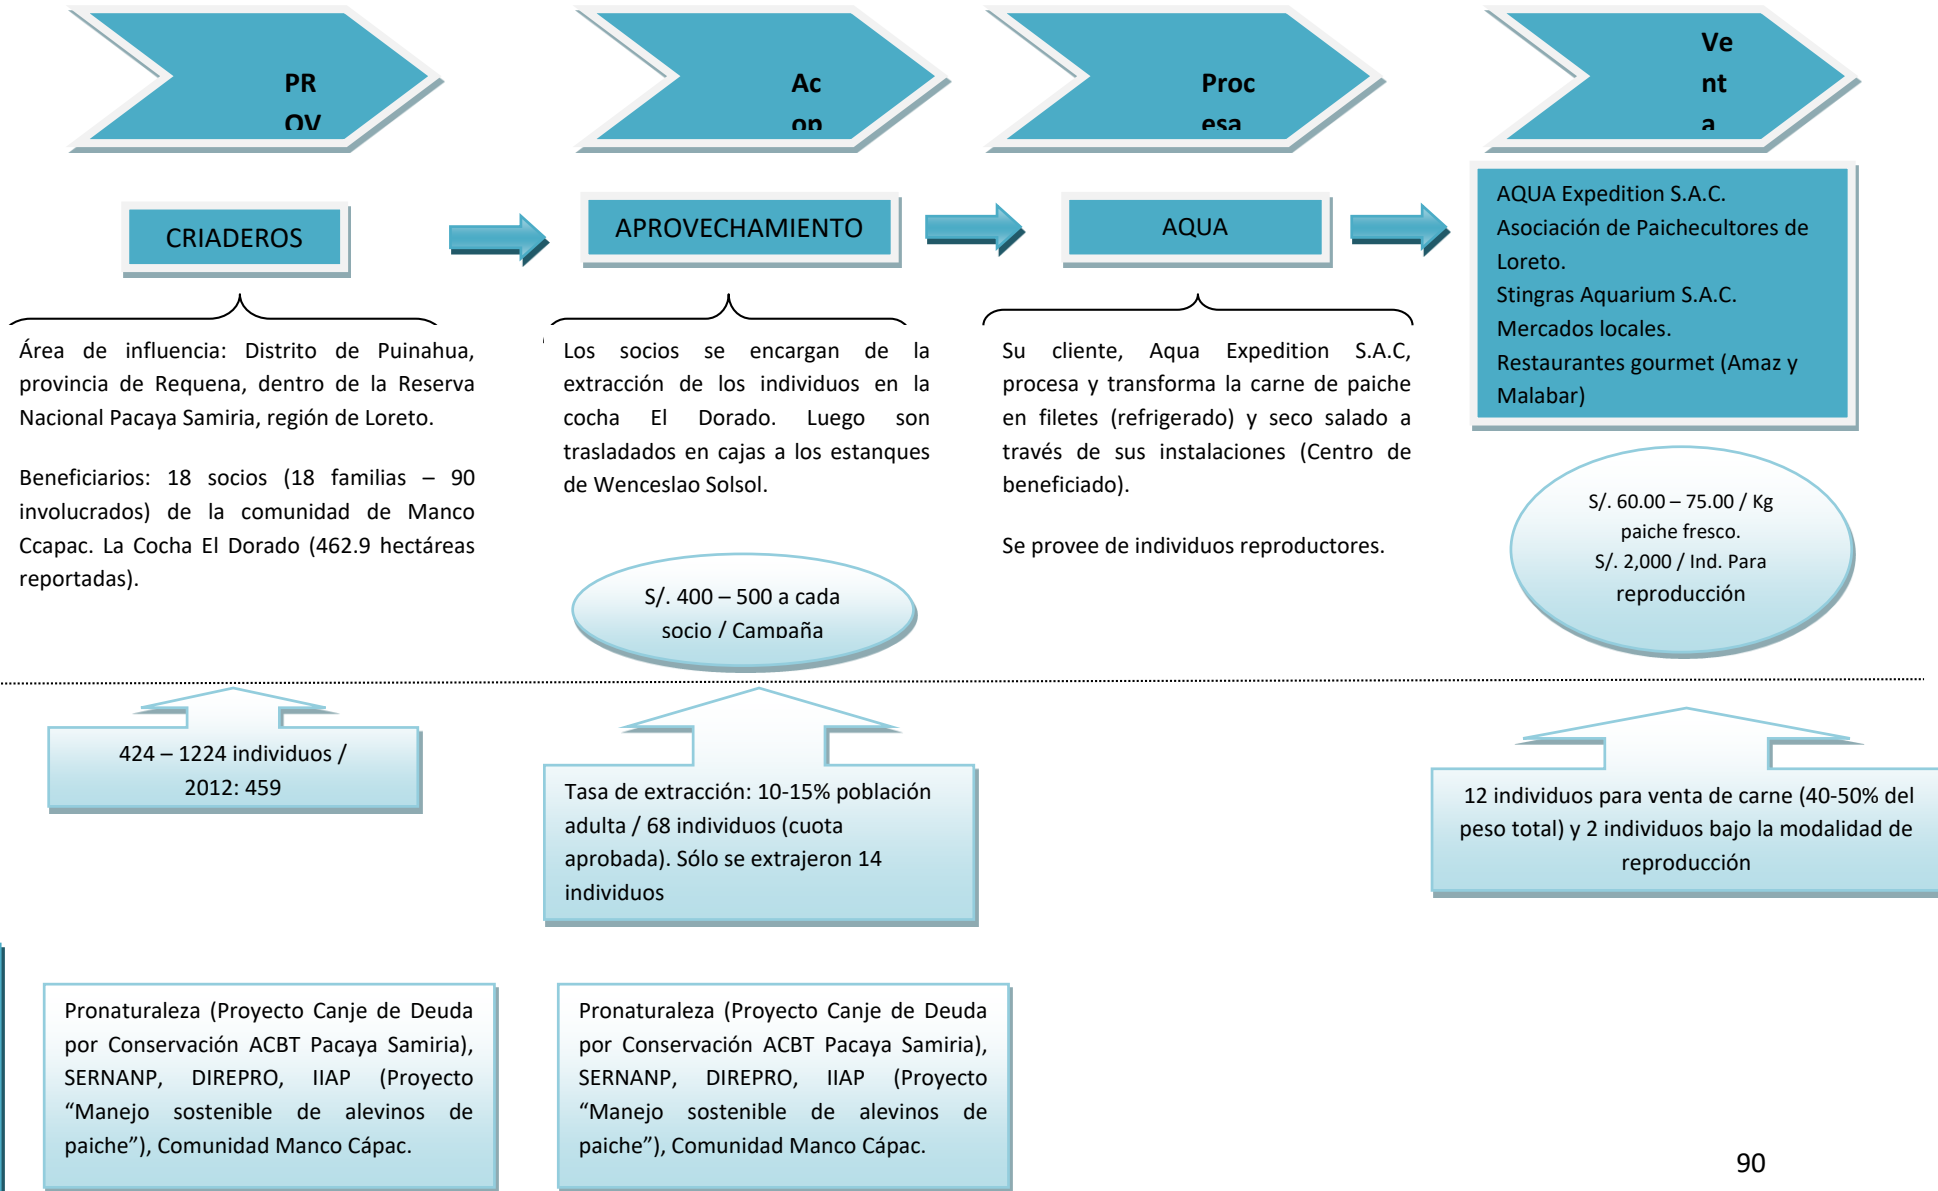 PR
OV
Ac
op
Proc
esa
Ve
nt
a
CRIADEROS
APROVECHAMIENTO
AQUA
AQUA Expedition S.A.C.
Asociación de Paichecultores de
Loreto.
Stingras Aquarium S.A.C.
Mercados locales.
Restaurantes gourmet (Amaz y
Malabar)
Área de influencia: Distrito de Puinahua,
provincia de Requena, dentro de la Reserva
Nacional Pacaya Samiria, región de Loreto.
Beneficiarios: 18 socios (18 familias – 90
involucrados) de la comunidad de Manco
Ccapac. La Cocha El Dorado (462.9 hectáreas
reportadas).
Los socios se encargan de la
extracción de los individuos en la
cocha El Dorado. Luego son
trasladados en cajas a los estanques
de Wenceslao Solsol.
Su cliente, Aqua Expedition S.A.C,
procesa y transforma la carne de paiche
en filetes (refrigerado) y seco salado a
través de sus instalaciones (Centro de
beneficiado).
Se provee de individuos reproductores.
S/. 400 – 500 a cada
socio / Campaña
S/. 60.00 – 75.00 / Kg
paiche fresco.
S/. 2,000 / Ind. Para
reproducción
424 – 1224 individuos /
2012: 459
Tasa de extracción: 10-15% población
adulta / 68 individuos (cuota
aprobada). Sólo se extrajeron 14
individuos
12 individuos para venta de carne (40-50% del
peso total) y 2 individuos bajo la modalidad de
reproducción
Pronaturaleza (Proyecto Canje de Deuda
por Conservación ACBT Pacaya Samiria),
SERNANP, DIREPRO, IIAP (Proyecto
“Manejo sostenible de alevinos de
paiche”), Comunidad Manco Cápac.
Pronaturaleza (Proyecto Canje de Deuda
por Conservación ACBT Pacaya Samiria),
SERNANP, DIREPRO, IIAP (Proyecto
“Manejo sostenible de alevinos de
paiche”), Comunidad Manco Cápac.
90